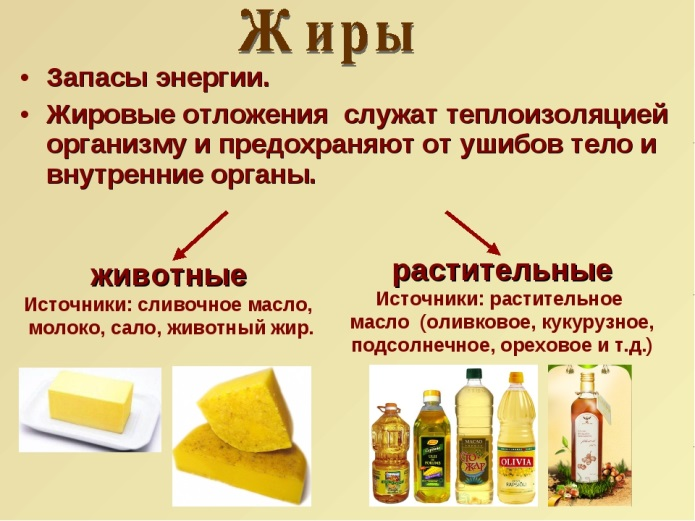 Жиры
• Запасы энергии.
• Жировые отложения служат теплоизоляцией
организму и предохраняют от ушибов тело и
внутренние органы.
животные
Источники: сливочное масло,
молоко, сало, животный жир.
растительные
Источники: растительное
масло (оливковое, кукурузное,
подсолнечное, ореховое и т.д.)
МАСЛО
OLIVIA